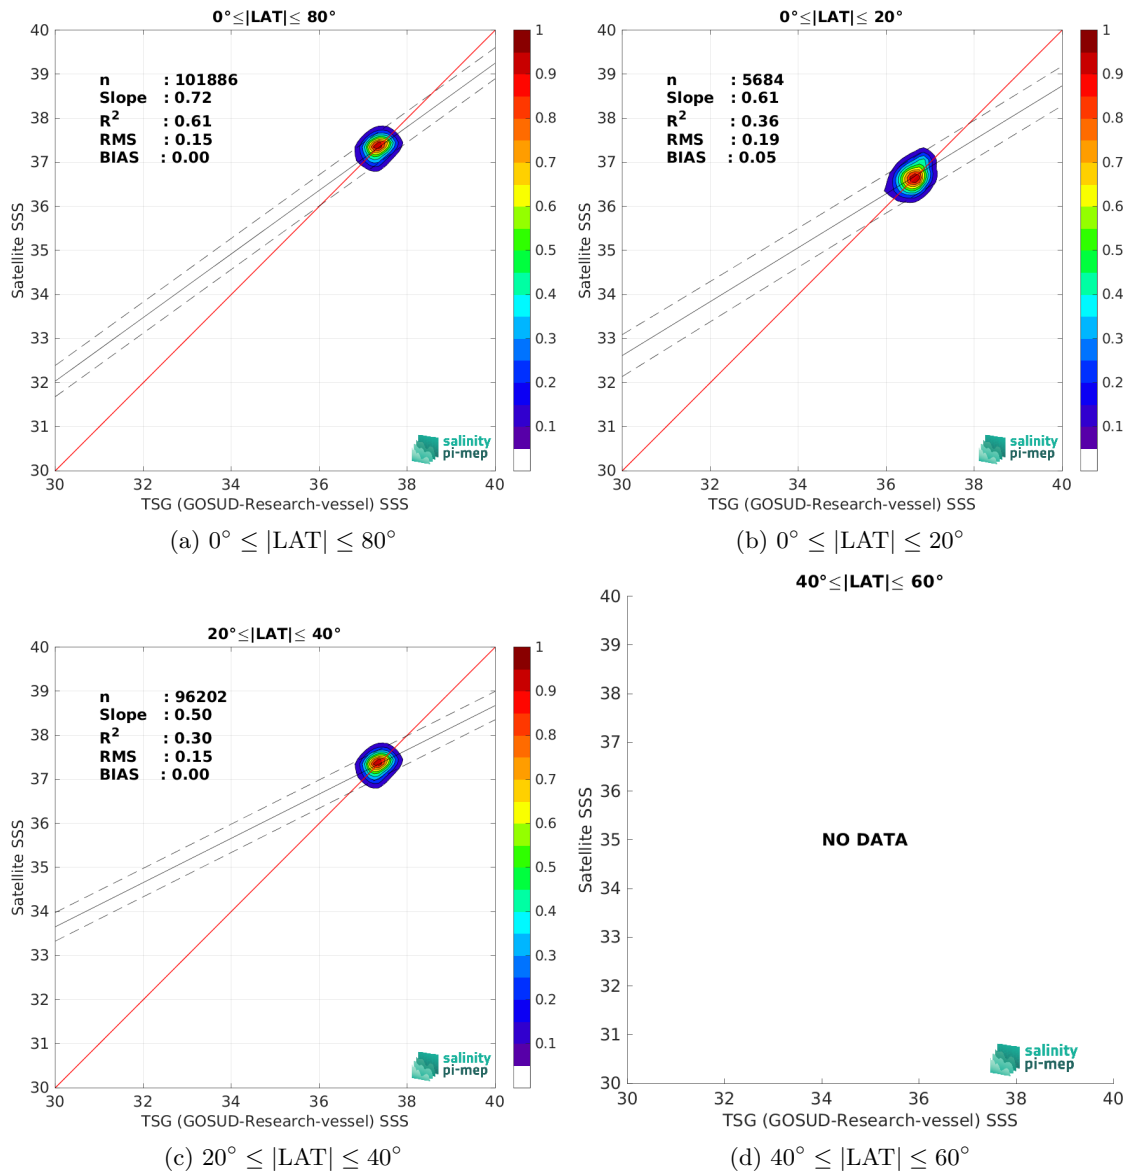 0°≤|LAT|≤ 80°
40
39
38
37
36
35
34
33
32
31
30
Satellite SSS
n : 101886
Slope : 0.72
R² : 0.61
RMS : 0.15
BIAS : 0.00
salinity
pi-mep
30 32 34 36 38 40
TSG (GOSUD-Research-vessel) SSS
1
0.9
0.8
0.7
0.6
0.5
0.4
0.3
0.2
0.1
(a) 0° ≤ |LAT| ≤ 80°
0°≤|LAT|≤ 20°
40
39
38
37
36
35
34
33
32
31
30
Satellite SSS
n : 5684
Slope : 0.61
R² : 0.36
RMS : 0.19
BIAS : 0.05
salinity
pi-mep
30 32 34 36 38 40
TSG (GOSUD-Research-vessel) SSS
1
0.9
0.8
0.7
0.6
0.5
0.4
0.3
0.2
0.1
(b) 0° ≤ |LAT| ≤ 20°
20°≤|LAT|≤ 40°
40
39
38
37
36
35
34
33
32
31
30
Satellite SSS
n : 96202
Slope : 0.50
R² : 0.30
RMS : 0.15
BIAS : 0.00
salinity
pi-mep
30 32 34 36 38 40
TSG (GOSUD-Research-vessel) SSS
1
0.9
0.8
0.7
0.6
0.5
0.4
0.3
0.2
0.1
(c) 20° ≤ |LAT| ≤ 40°
40°≤|LAT|≤ 60°
40
39
38
37
36
35
34
33
32
31
30
Satellite SSS
NO DATA
salinity
pi-mep
30 32 34 36 38 40
TSG (GOSUD-Research-vessel) SSS
(d) 40° ≤ |LAT| ≤ 60°